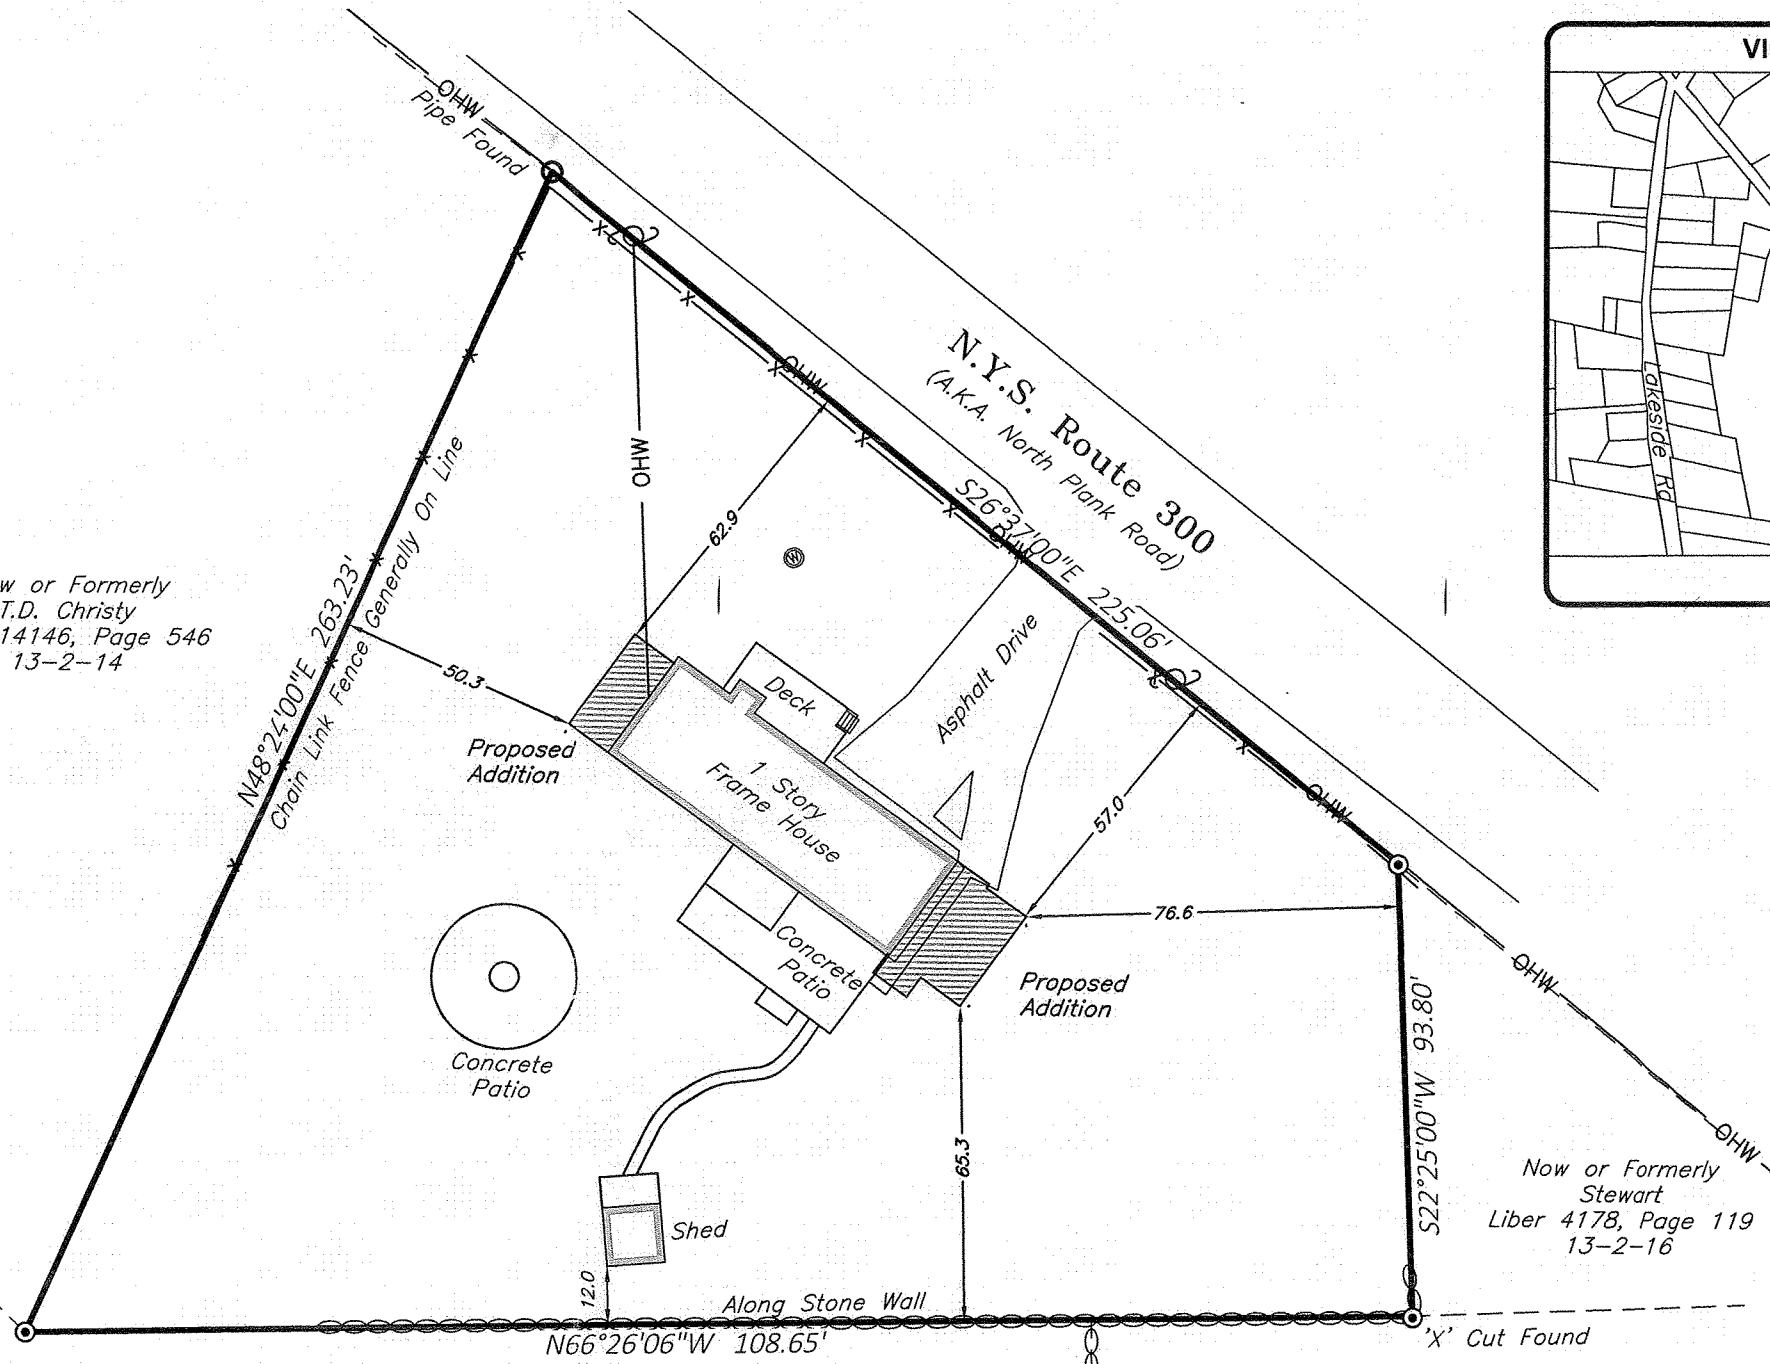 VI
OHW
Pipe Found
N.Y.S. Route 300
(A.K.A. North Plank Road)
OHW
S26°37'00"E 225.06'
OHW
OHW
62.9
W
Lakeside Rd
N48°24'00"E 263.23'
Chain Link Fence Generally On Line
w or Formerly
T.D. Christy
14146, Page 546
13-2-14
50.3
Deck
Asphalt Drive
Proposed
Addition
1 Story
Frame House
57.0
OHW
76.6
Concrete
Patio
Proposed
Addition
OHW
Concrete
Patio
S22°25'00"W 93.80'
65.3
OHW
Now or Formerly
Stewart
Liber 4178, Page 119
13-2-16
Shed
12.0
Along Stone Wall
N66°26'06"W 108.65'
'X' Cut Found